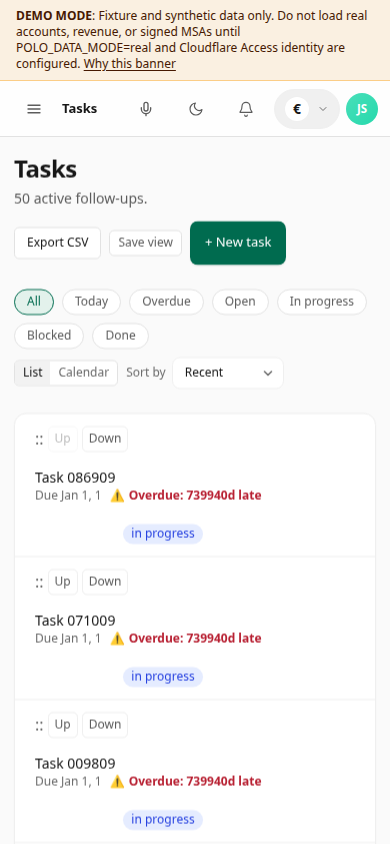 DEMO MODE: Fixture and synthetic data only. Do not load real
accounts, revenue, or signed MSAs until
POLO_DATA_MODE=real and Cloudflare Access identity are
configured. Why this banner
Tasks
€
JS
Tasks
50 active follow-ups.
Export CSV
Save view
+ New task
All
Today
Overdue
Open
In progress
Blocked
Done
List
Calendar
Sort by
Recent
:: Up Down
Task 086909
Due Jan 1, 1 ⚠️ Overdue: 739940d late
in progress
:: Up Down
Task 071009
Due Jan 1, 1 ⚠️ Overdue: 739940d late
in progress
:: Up Down
Task 009809
Due Jan 1, 1 ⚠️ Overdue: 739940d late
in progress